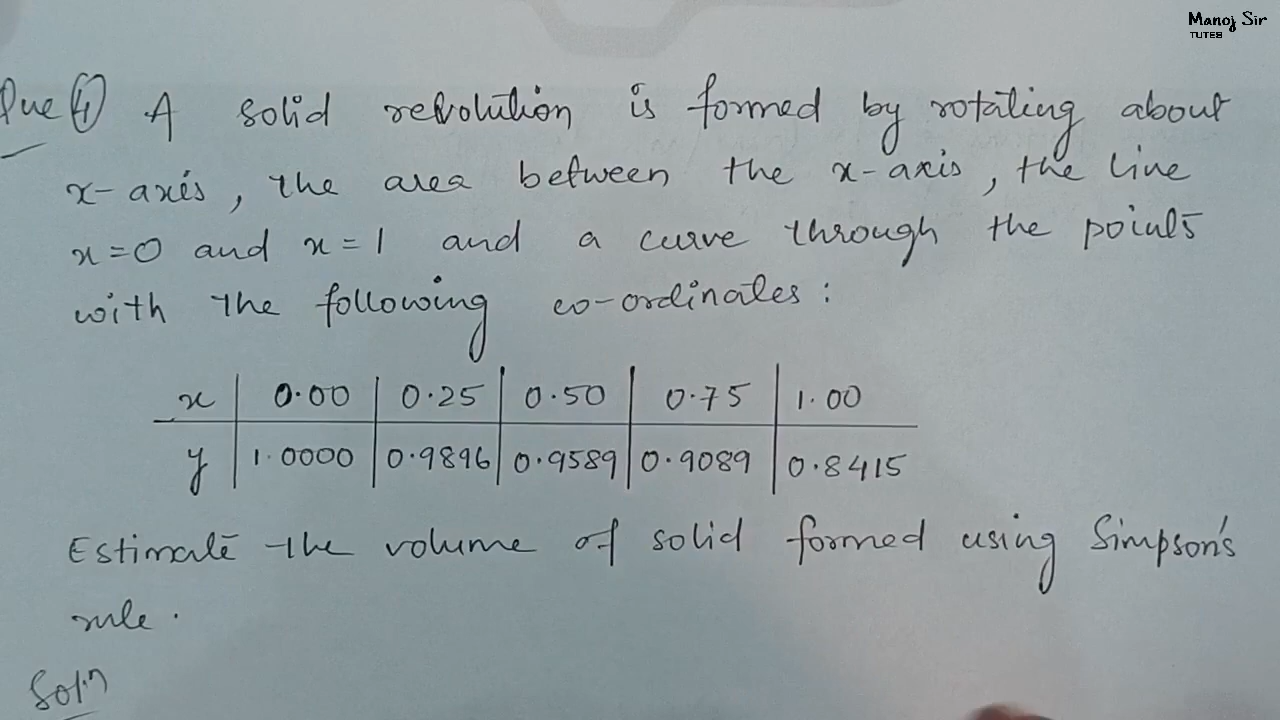 Manoj Sir
TUTES
Que ④ A solid revolution is formed by rotating about
x-axis, the area between the x-axis, the line
x=0 and x=1 and a curve through the points
with the following co-ordinates:
x 0.00 0.25 0.50 0.75 1.00
y 1.0000 0.9896 0.9589 0.9089 0.8415
Estimate the volume of solid formed using Simpson's
rule.
Solⁿ